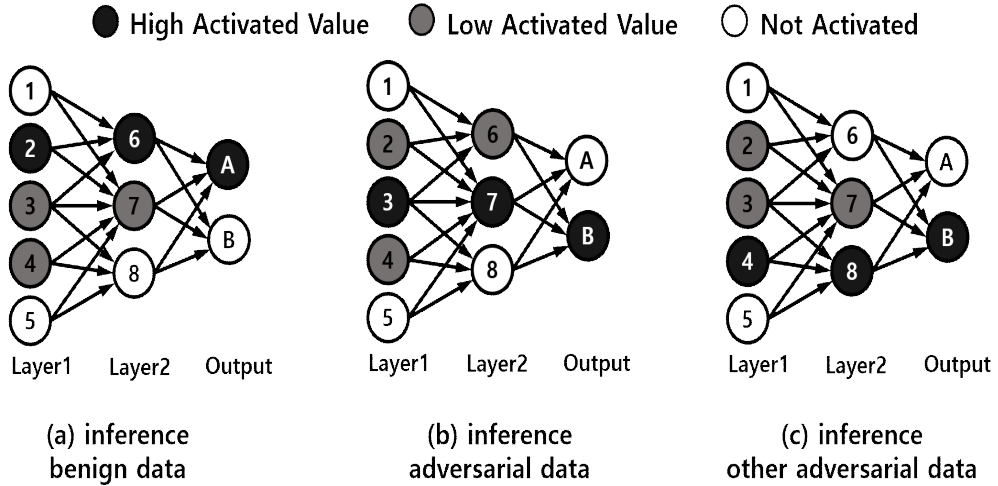 High Activated Value Low Activated Value Not Activated
1 2 3 4 5 6 7 8 A B
Layer1 Layer2 Output
(a) inference
benign data
1 2 3 4 5 6 7 8 A B
Layer1 Layer2 Output
(b) inference
adversarial data
1 2 3 4 5 6 7 8 A B
Layer1 Layer2 Output
(c) inference
other adversarial data